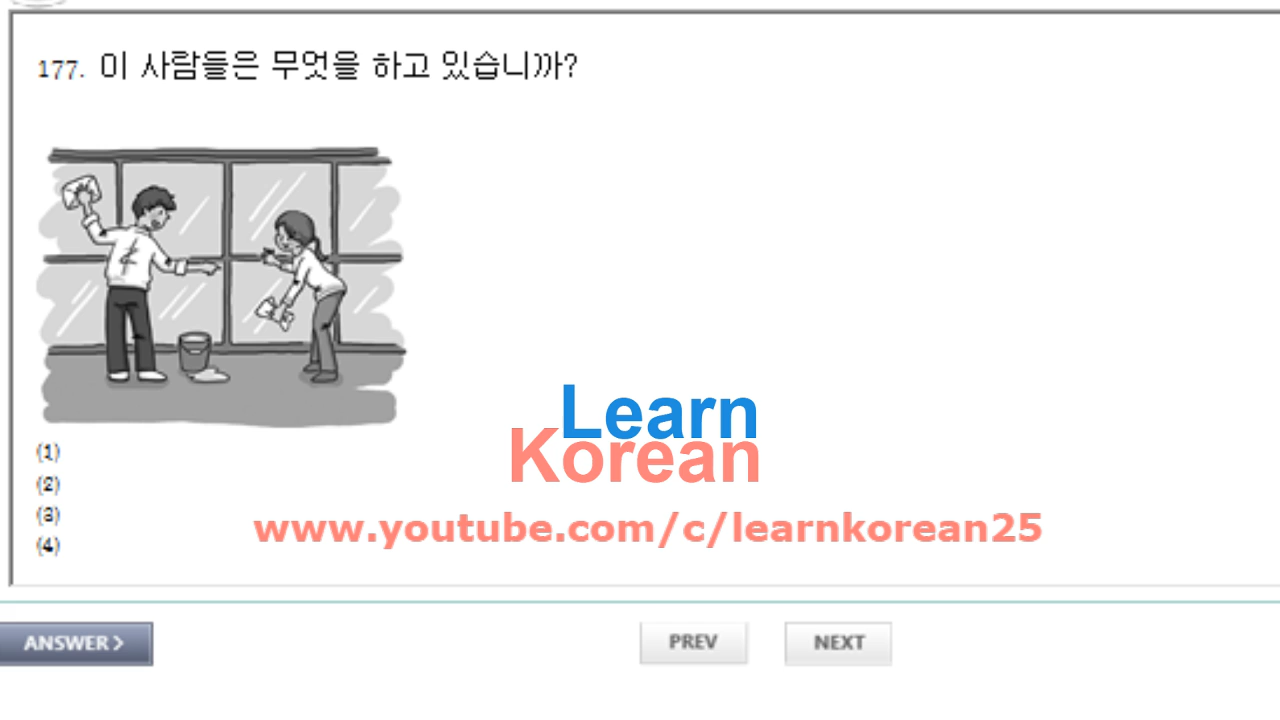 177. 이 사람들은 무엇을 하고 있습니까?
(1)
(2)
(3)
(4)
Learn
Korean
www.youtube.com/c/learnkorean25
ANSWER >
PREV
NEXT